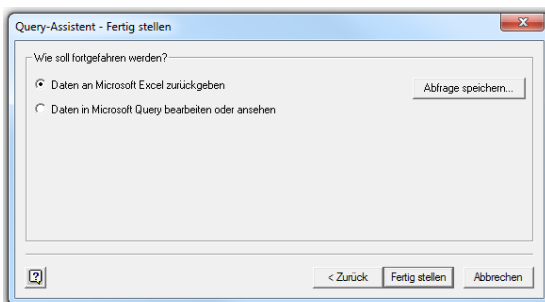 Query-Assistent - Fertig stellen
Wie soll fortgefahren werden?
Daten an Microsoft Excel zurückgeben
Abfrage speichern...
Daten in Microsoft Query bearbeiten oder ansehen
?
< Zurück
Fertig stellen
Abbrechen